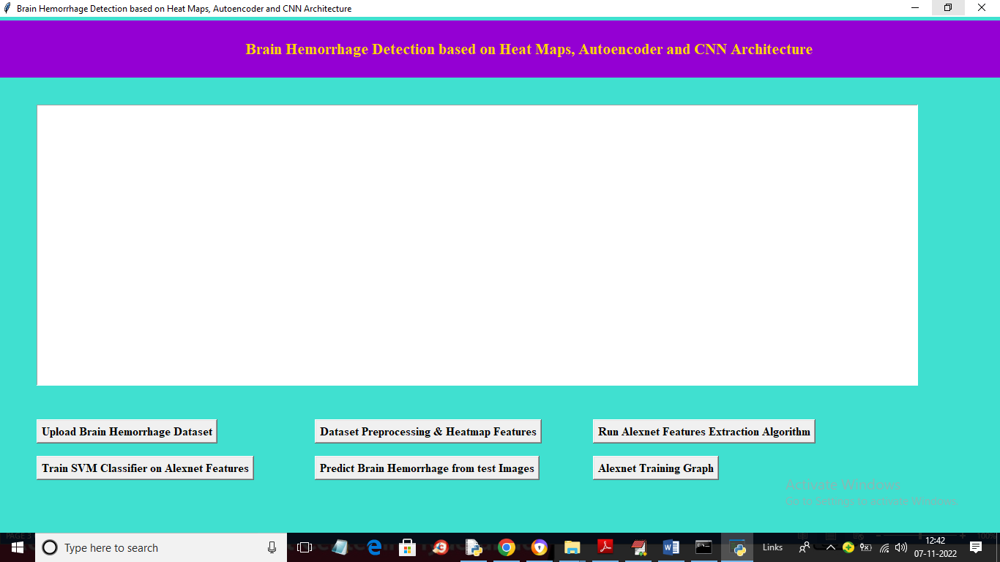 Brain Hemorrhage Detection based on Heat Maps, Autoencoder and CNN Architecture
Brain Hemorrhage Detection based on Heat Maps, Autoencoder and CNN Architecture
Upload Brain Hemorrhage Dataset
Dataset Preprocessing & Heatmap Features
Run Alexnet Features Extraction Algorithm
Train SVM Classifier on Alexnet Features
Predict Brain Hemorrhage from test Images
Alexnet Training Graph
Activate Windows
Go to Settings to activate Windows.
PAGE 3
100%
Type here to search
Links
12:42
07-11-2022